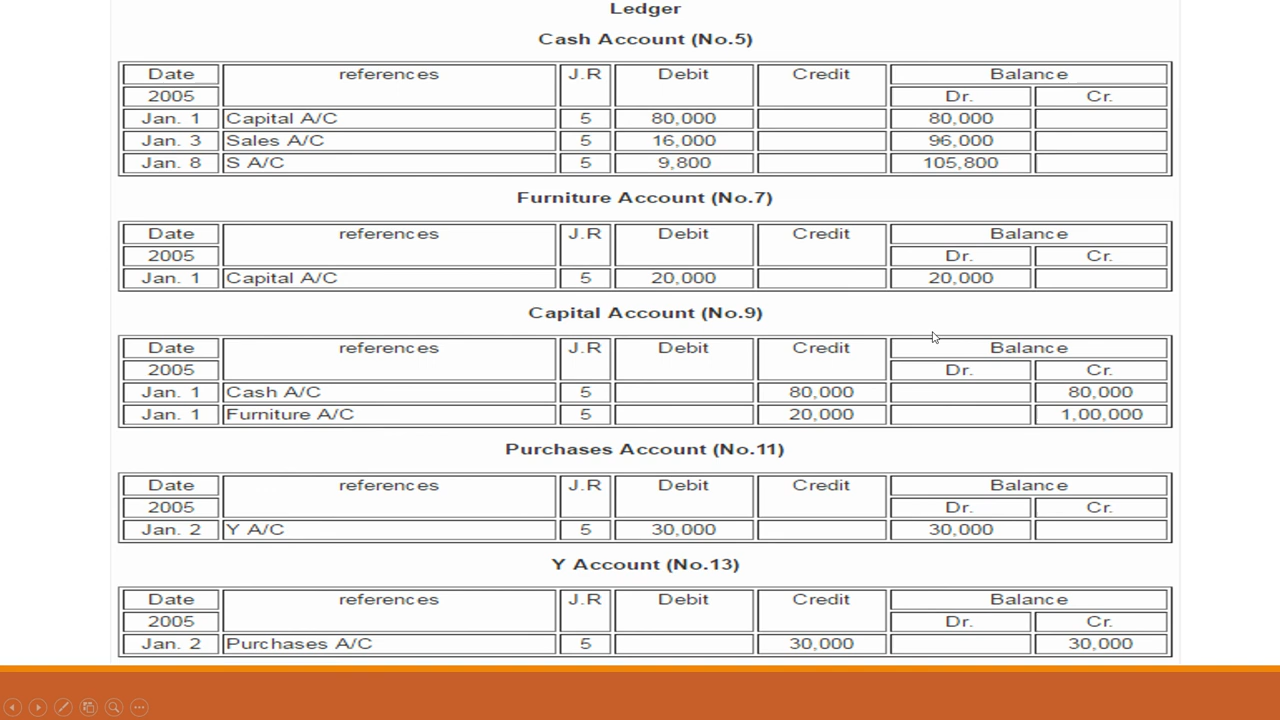 Ledger
Cash Account (No.5)
Date references J.R Debit Credit Balance
2005 Dr. Cr.
Jan. 1 Capital A/C 5 80,000 80,000
Jan. 3 Sales A/C 5 16,000 96,000
Jan. 8 S A/C 5 9,800 105,800
Furniture Account (No.7)
Date references J.R Debit Credit Balance
2005 Dr. Cr.
Jan. 1 Capital A/C 5 20,000 20,000
Capital Account (No.9)
Date references J.R Debit Credit Balance
2005 Dr. Cr.
Jan. 1 Cash A/C 5 80,000 80,000
Jan. 1 Furniture A/C 5 20,000 1,00,000
Purchases Account (No.11)
Date references J.R Debit Credit Balance
2005 Dr. Cr.
Jan. 2 Y A/C 5 30,000 30,000
Y Account (No.13)
Date references J.R Debit Credit Balance
2005 Dr. Cr.
Jan. 2 Purchases A/C 5 30,000 30,000